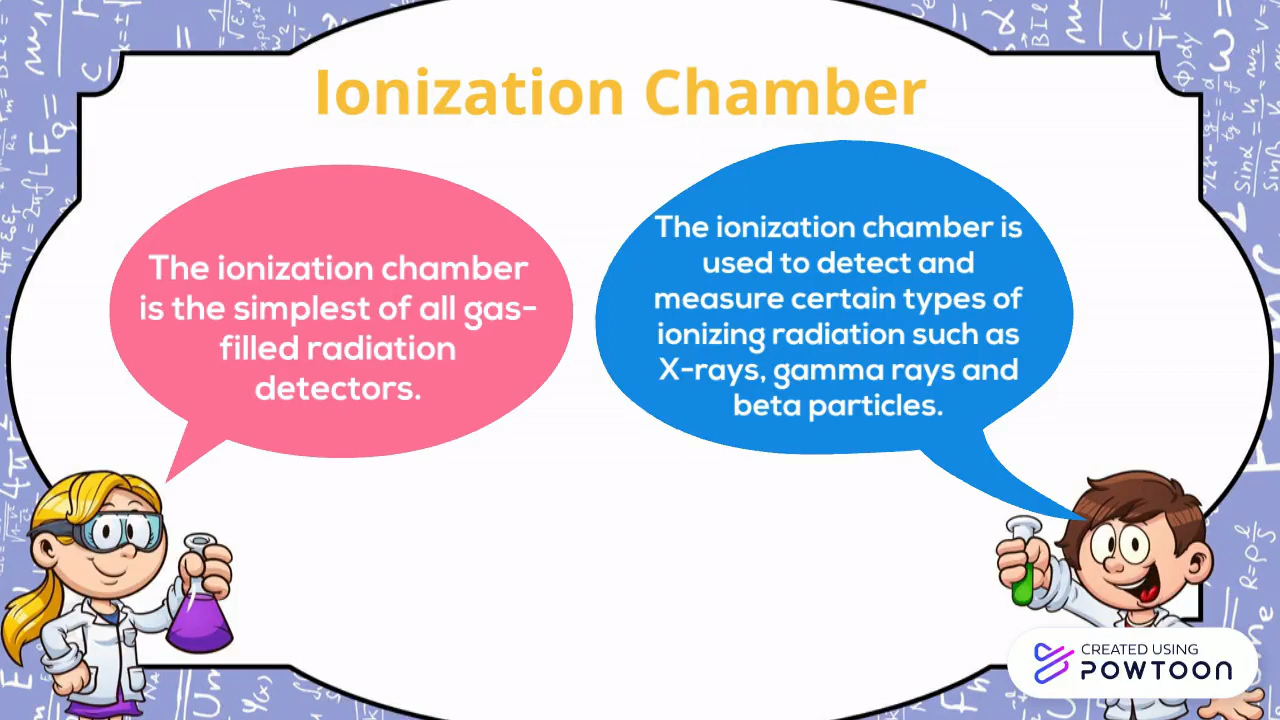 Ionization Chamber
The ionization chamber
is the simplest of all gas-
filled radiation
detectors.
The ionization chamber is
used to detect and
measure certain types of
ionizing radiation such as
X-rays, gamma rays and
beta particles.
CREATED USING
POWTOON